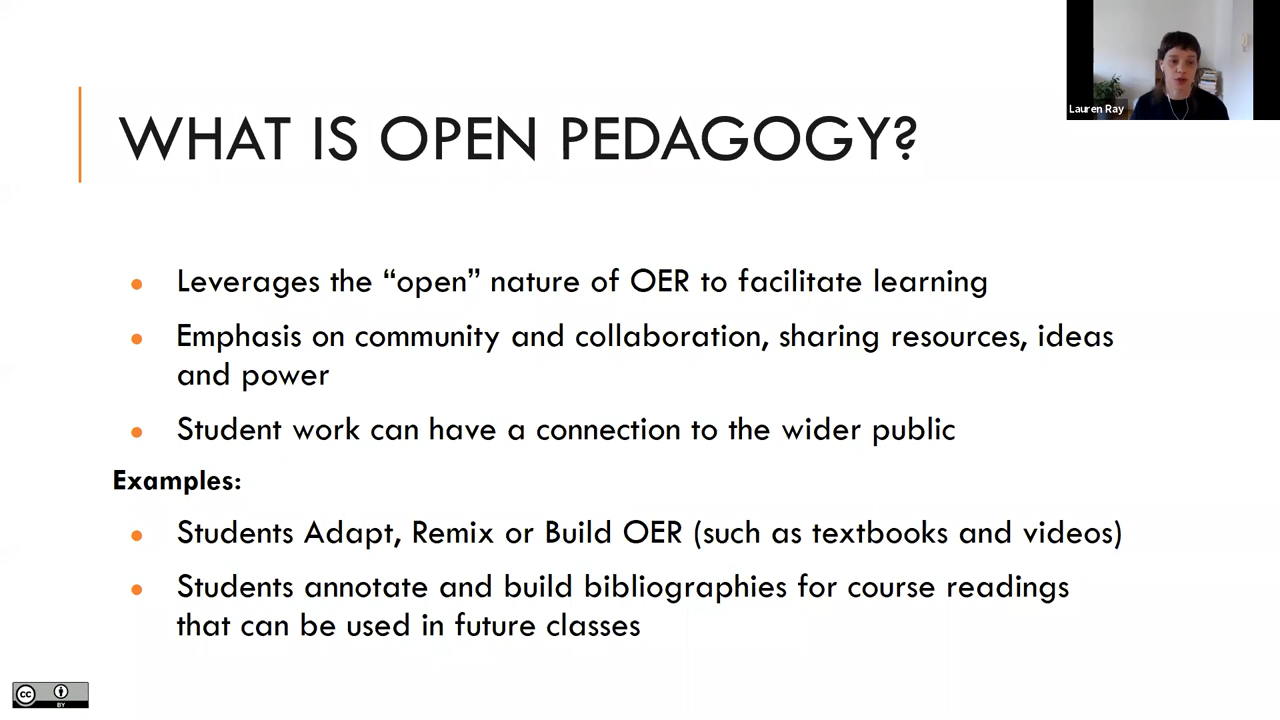 Lauren Ray
WHAT IS OPEN PEDAGOGY?
Leverages the “open” nature of OER to facilitate learning
Emphasis on community and collaboration, sharing resources, ideas
and power
Student work can have a connection to the wider public
Examples:
Students Adapt, Remix or Build OER (such as textbooks and videos)
Students annotate and build bibliographies for course readings
that can be used in future classes
cc
BY